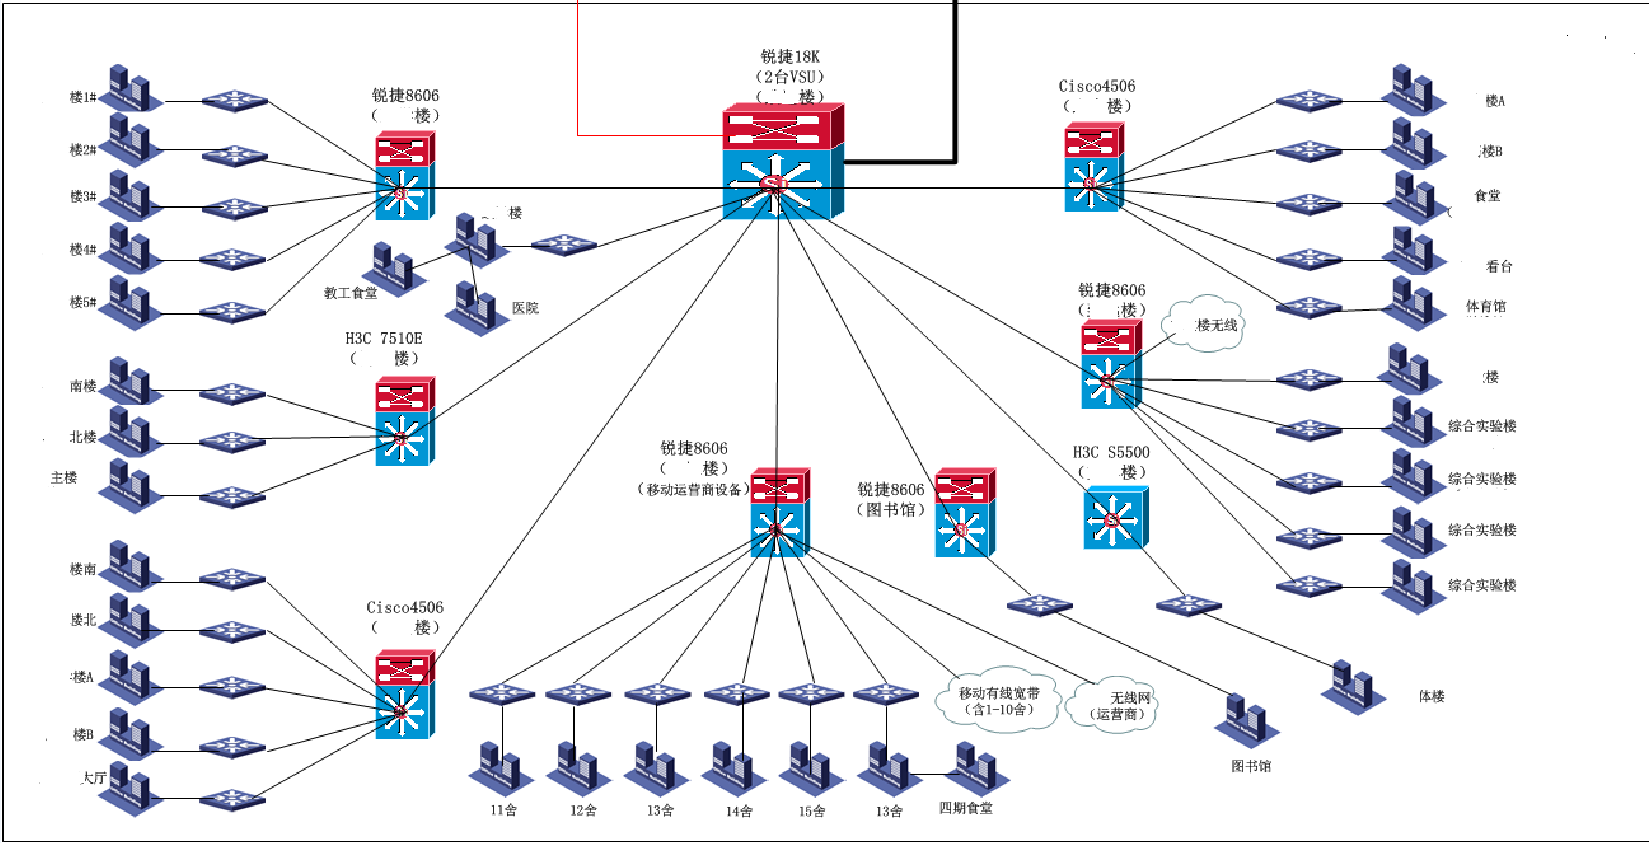 锐捷18K
(2台VSU)
楼)
锐捷8606
(楼)
Cisco4506
(楼)
楼1#
楼2#
楼3#
楼4#
楼5#
楼
教工食堂
医院
楼A
楼B
食堂
看台
体育馆
H3C 7510E
(楼)
南楼
北楼
主楼
锐捷8606
(楼)
楼无线
楼
综合实验楼
综合实验楼
综合实验楼
综合实验楼
锐捷8606
(楼)
(移动运营商设备)
锐捷8606
(图书馆)
H3C S5500
(楼)
Cisco4506
(楼)
楼南
楼北
楼A
楼B
大厅
移动有线宽带
(含1-10舍)
无线网
(运营商)
体楼
图书馆
11舍
12舍
13舍
14舍
15舍
13舍
四期食堂